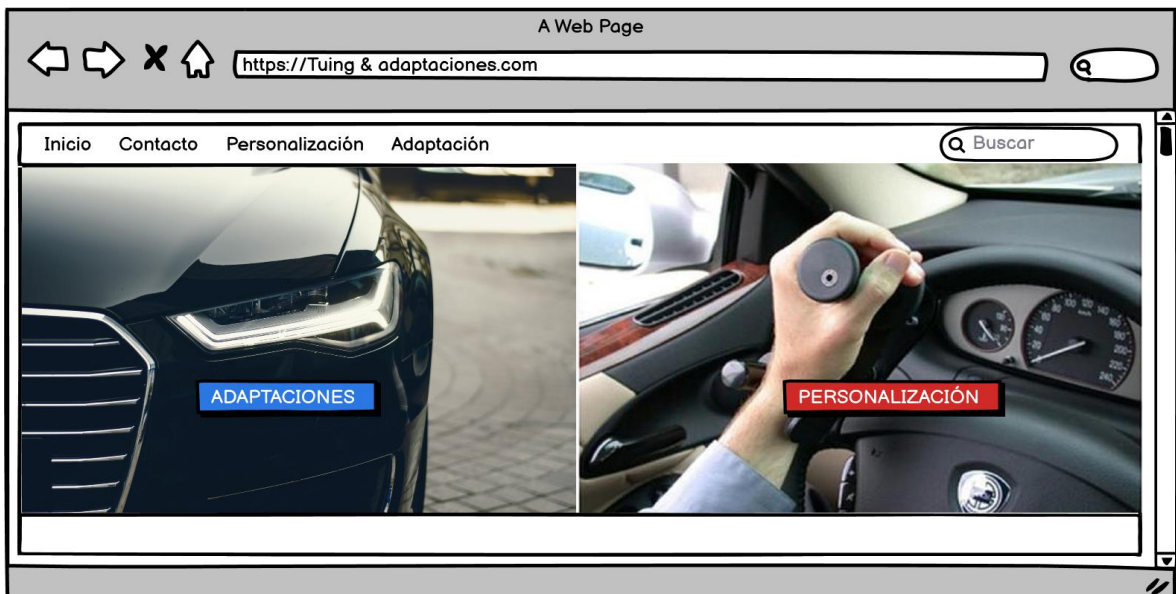 A Web Page
https://Tuing & adaptaciones.com
Inicio Contacto Personalización Adaptación Buscar
ADAPTACIONES PERSONALIZACIÓN